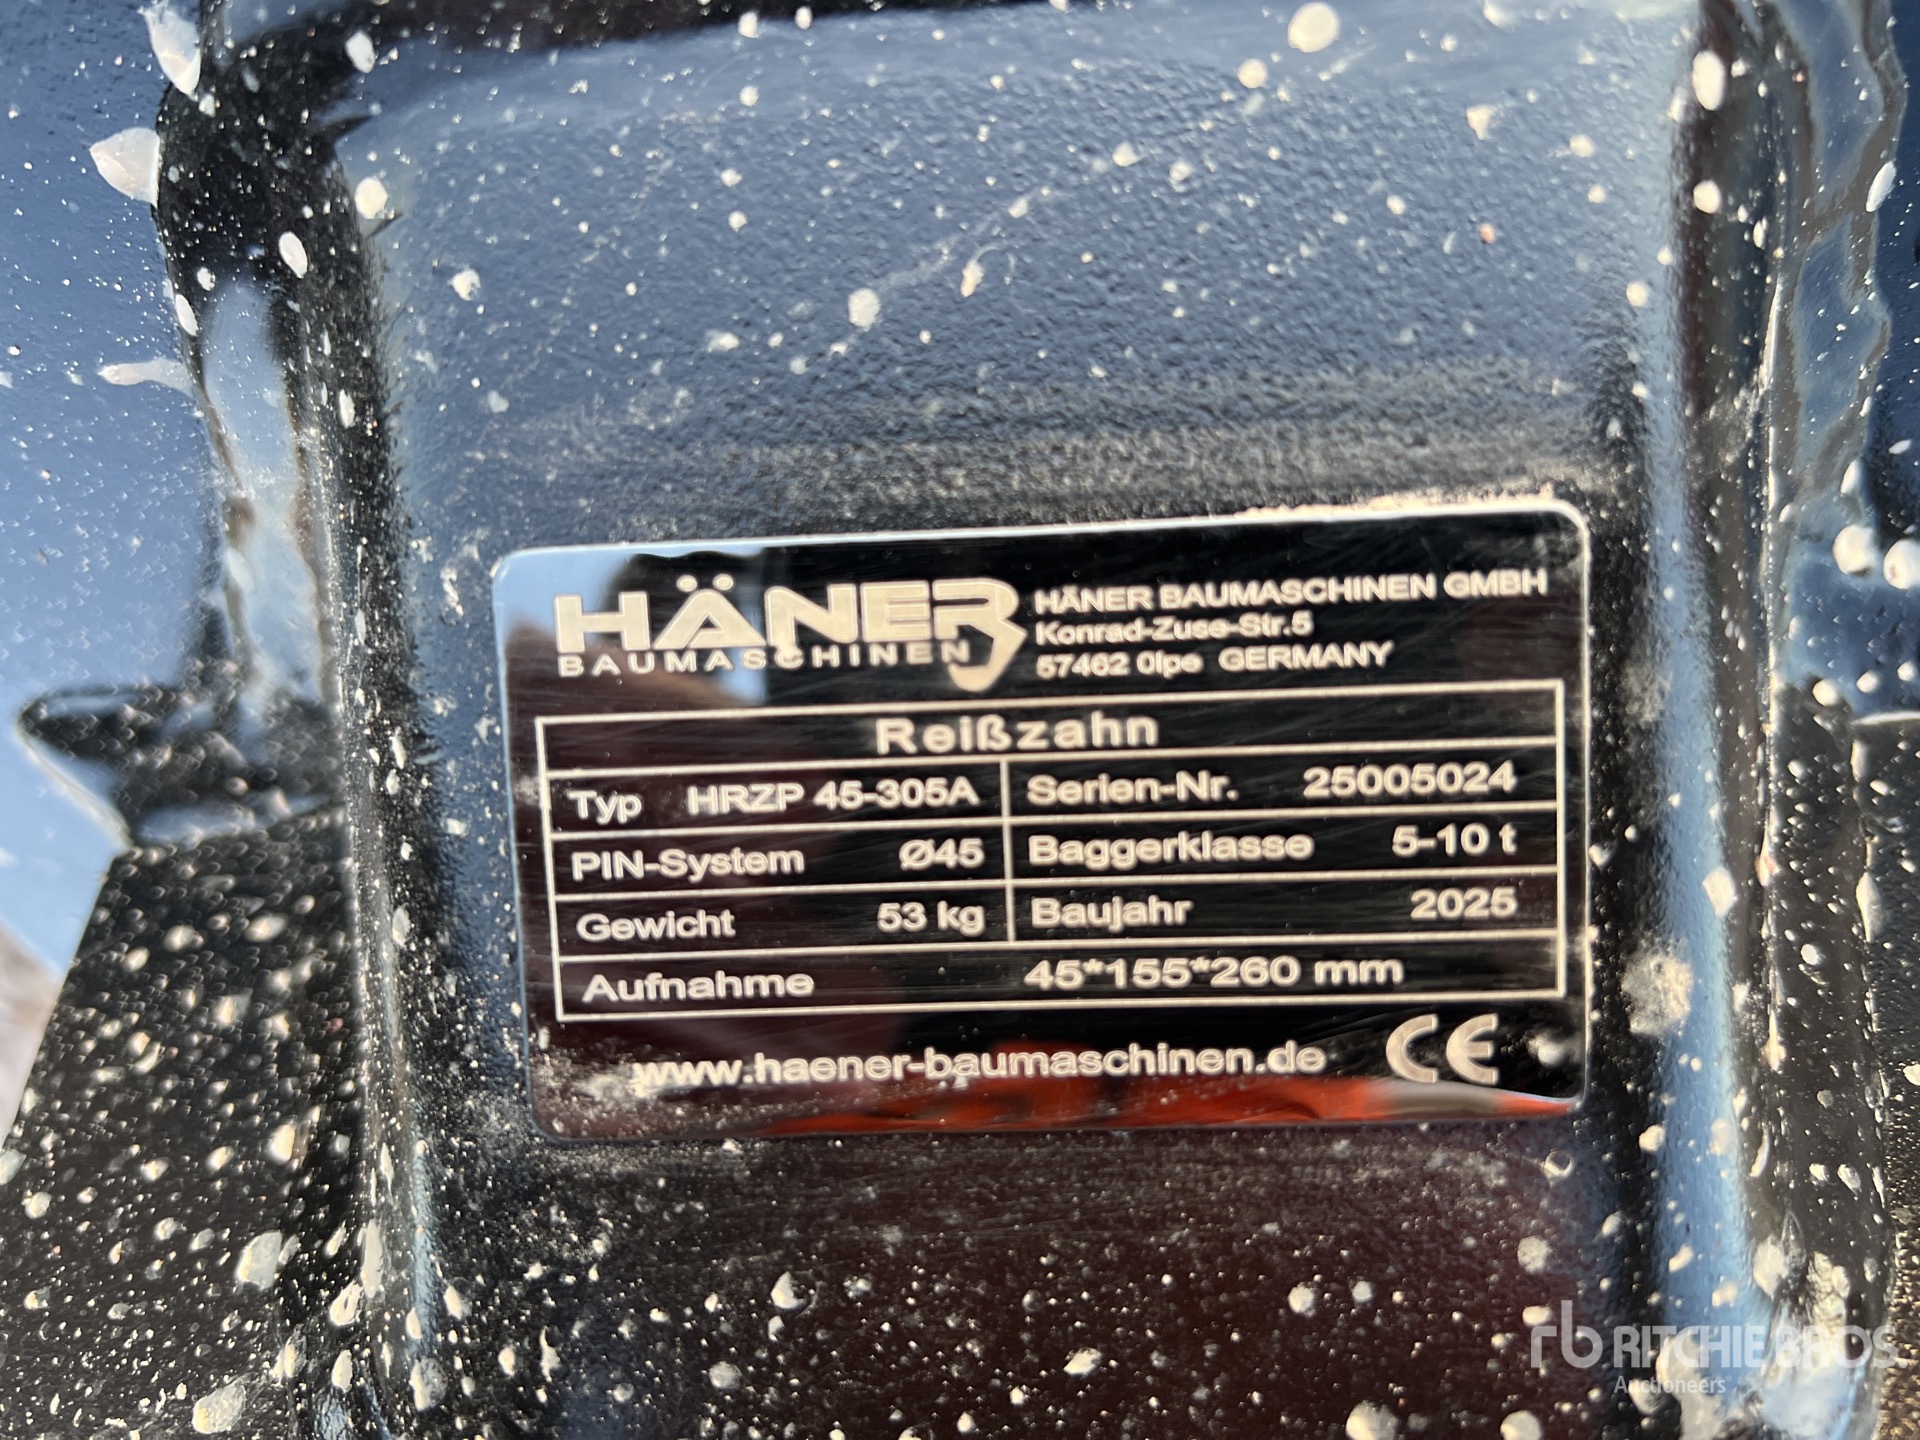 HÄNER
BAUMASCHINEN
HÄNER BAUMASCHINEN GMBH
Konrad-Zuse-Str.5
57462 Olpe GERMANY
Reißzahn
Typ HRZP 45-305A Serien-Nr. 25005024
PIN-System Ø45 Baggerklasse 5-10 t
Gewicht 53 kg Baujahr 2025
Aufnahme 45*155*260 mm
www.haener-baumaschinen.de CE
rb RITCHIE BROS.
Auctioneers